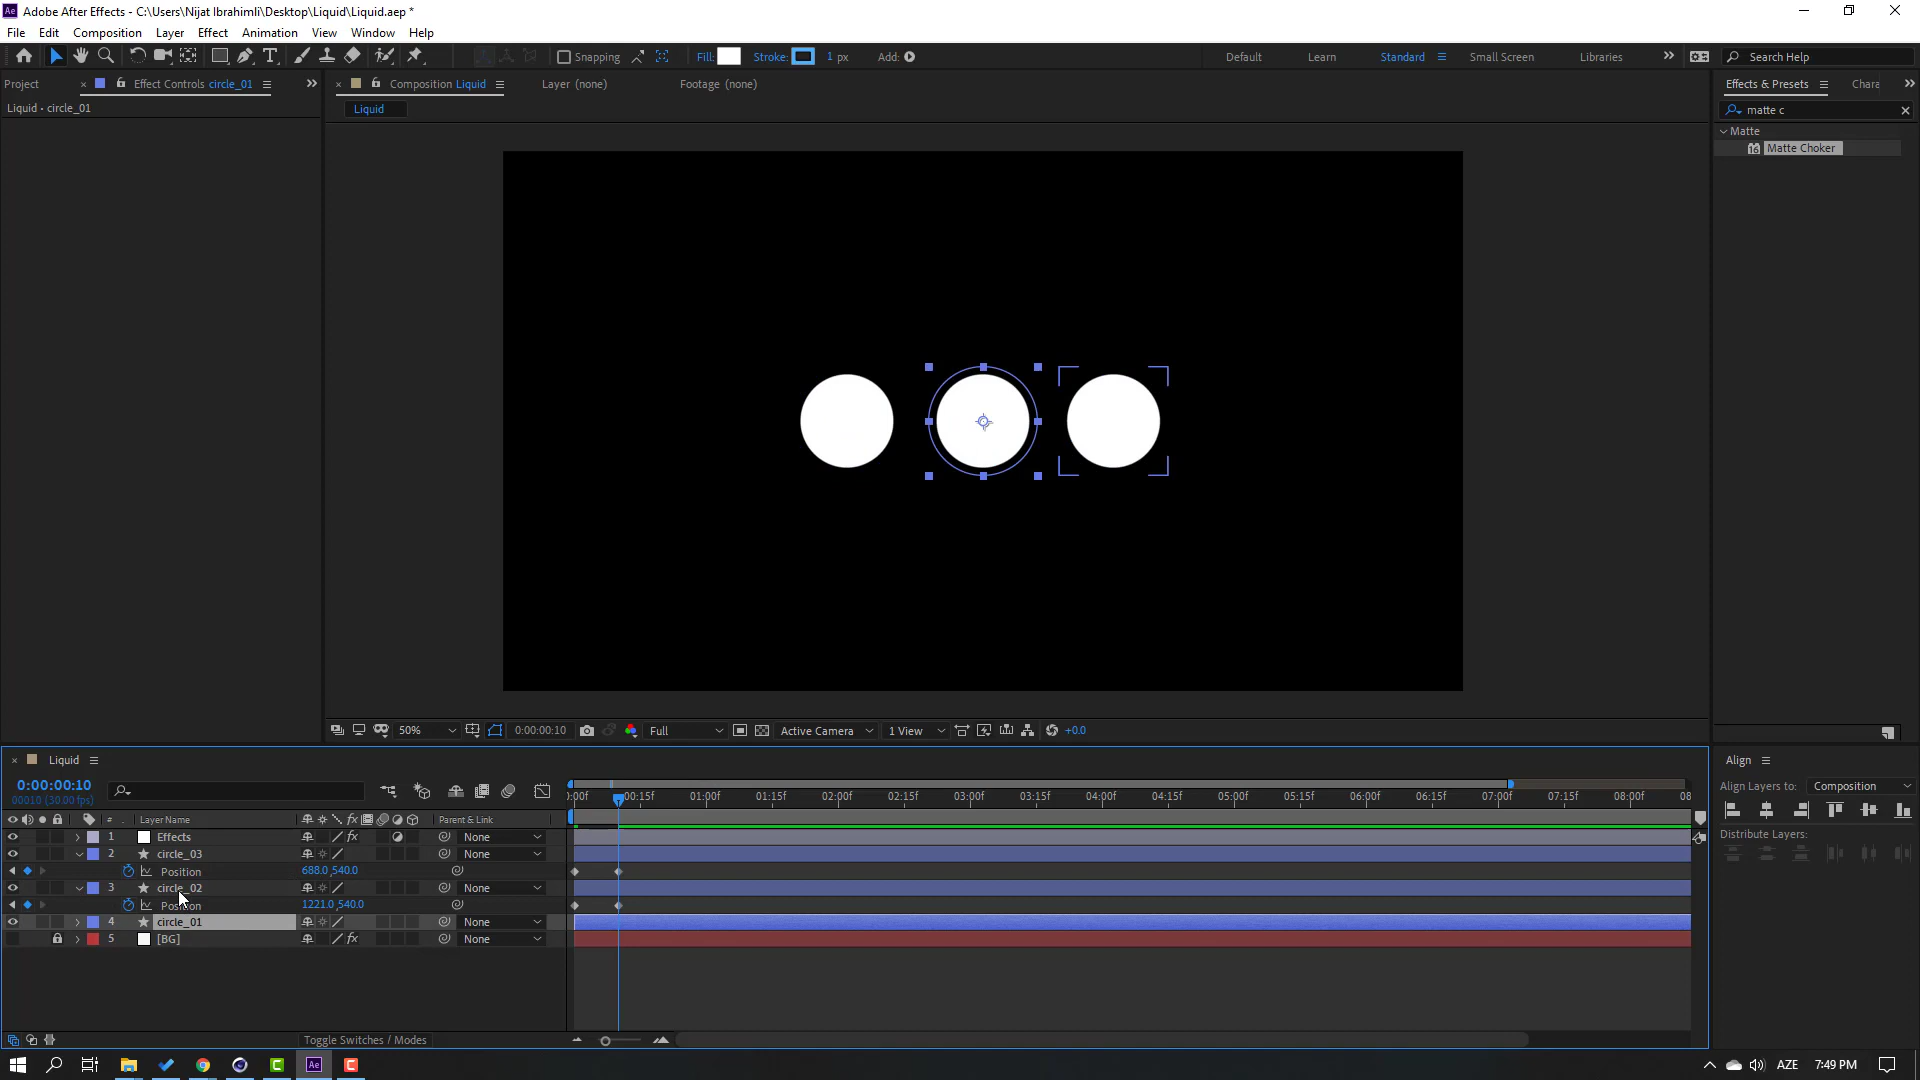 Adobe After Effects - C:\Users\Nijat Ibrahimli\Desktop\Liquid\Liquid.aep *
File Edit Composition Layer Effect Animation View Window Help
Snapping Fill: Stroke: 1 px Add: Default Learn Standard Small Screen Libraries Search Help
Project Effect Controls circle_01 Composition Liquid Layer (none) Footage (none) Effects & Presets Chara
Liquid • circle_01 Liquid matte c
Matte
Matte Choker
50% 0:00:00:10 Full Active Camera 1 View +0.0
Liquid Align
0:00:00:10 Align Layers to: Composition
00010 (30.00 fps) 00:15f 01:00f 01:15f 02:00f 02:15f 03:00f 03:15f 04:00f 04:15f 05:00f 05:15f 06:00f 06:15f 07:00f 07:15f 08:00f 08
# Layer Name fx Parent & Link
1 Effects fx None Distribute Layers:
2 circle_03 None
Position 688.0,540.0
3 circle_02 None
Position 1221.0,540.0
4 circle_01 None
5 [BG] fx None
Toggle Switches / Modes
Ae AZE 7:49 PM